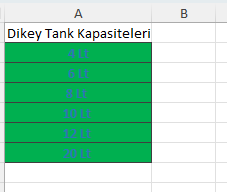 A B
Dikey Tank Kapasiteleri
4 Lt
6 Lt
8 Lt
10 Lt
12 Lt
20 Lt